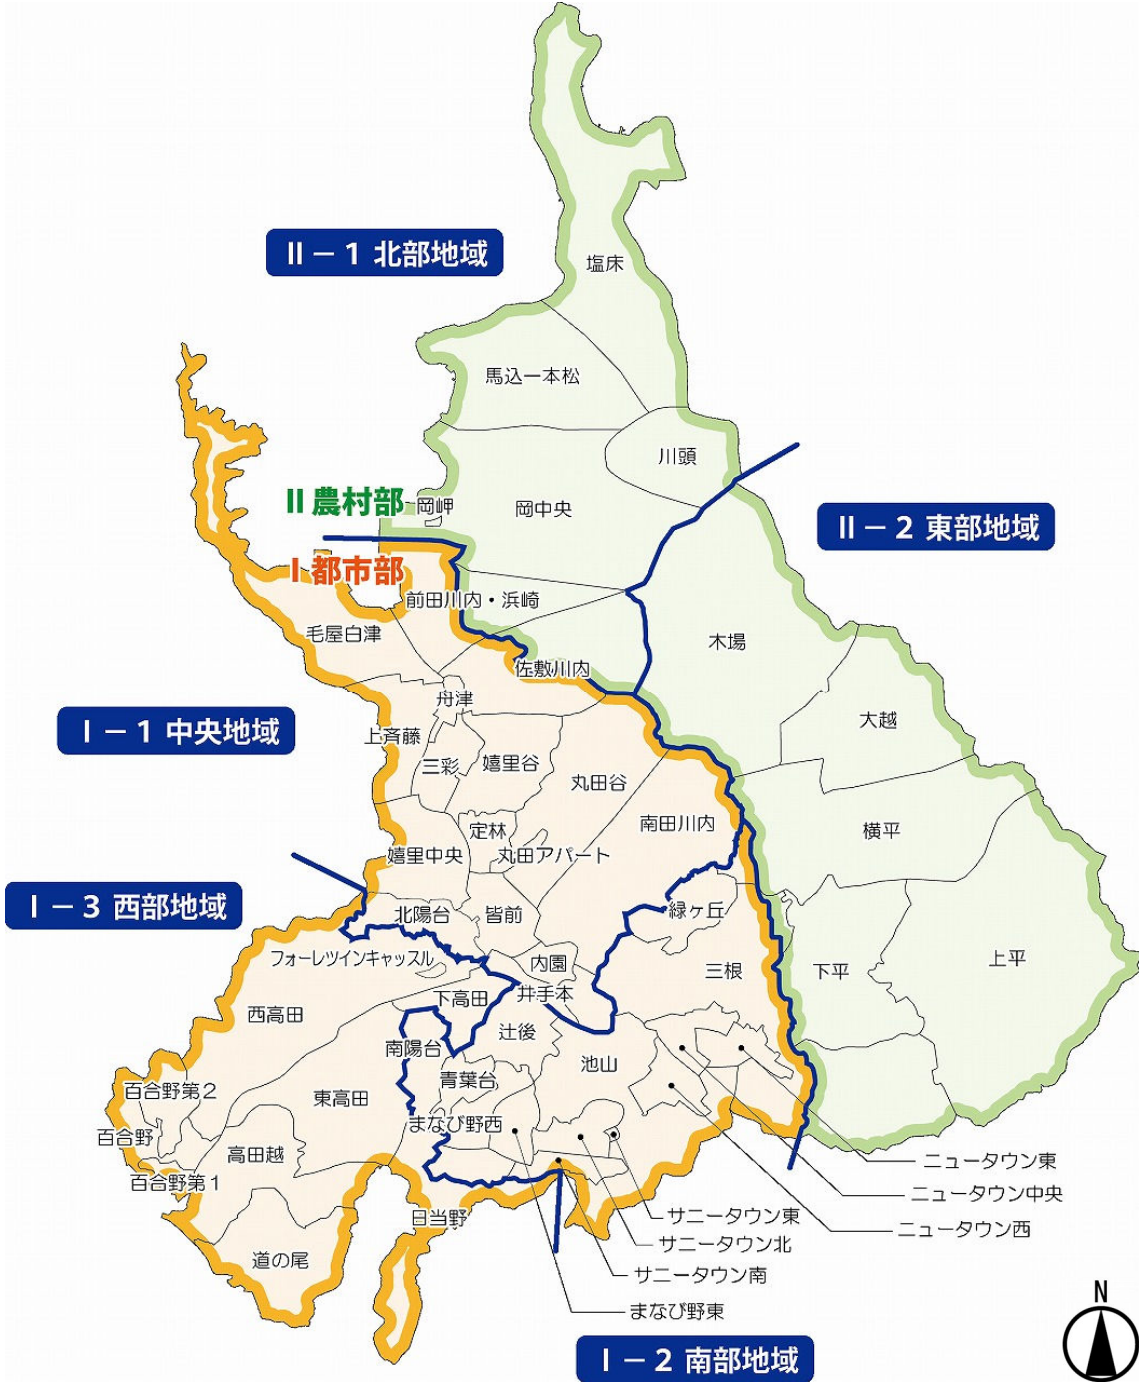 塩床
Ⅱ－1 北部地域
馬込一本松
川頭
Ⅱ農村部
岡岬
岡中央
Ⅱ－2 東部地域
Ⅰ都市部
前田川内・浜崎
毛屋白津
木場
佐敷川内
舟津
大越
Ⅰ－1 中央地域
上斉藤
三彩
嬉里谷
丸田谷
南田川内
横平
定林
嬉里中央
丸田アパート
Ⅰ－3 西部地域
北陽台
皆前
緑ヶ丘
フォーレツインキャッスル
内園
三根
下平
上平
下高田
井手本
西高田
辻後
南陽台
池山
青葉台
百合野第2
東高田
まなび野西
百合野
高田越
ニュータウン東
百合野第1
ニュータウン中央
日当野
サニータウン東
ニュータウン西
サニータウン北
道の尾
サニータウン南
まなび野東
N
Ⅰ－2 南部地域